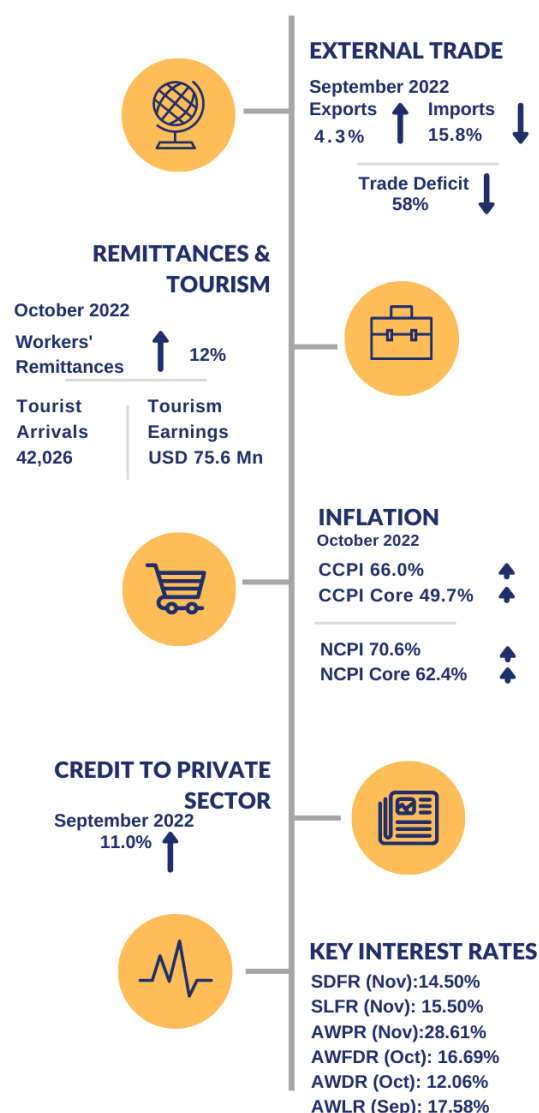 EXTERNAL TRADE
September 2022
Exports Imports
4.3% 15.8%
Trade Deficit
58%
REMITTANCES &
TOURISM
October 2022
Workers'
Remittances
12%
Tourist
Arrivals
42,026
Tourism
Earnings
USD 75.6 Mn
INFLATION
October 2022
CCPI 66.0%
CCPI Core 49.7%
NCPI 70.6%
NCPI Core 62.4%
CREDIT TO PRIVATE
SECTOR
September 2022
11.0%
KEY INTEREST RATES
SDFR (Nov):14.50%
SLFR (Nov): 15.50%
AWPR (Nov):28.61%
AWFDR (Oct): 16.69%
AWDR (Oct): 12.06%
AWLR (Sep): 17.58%